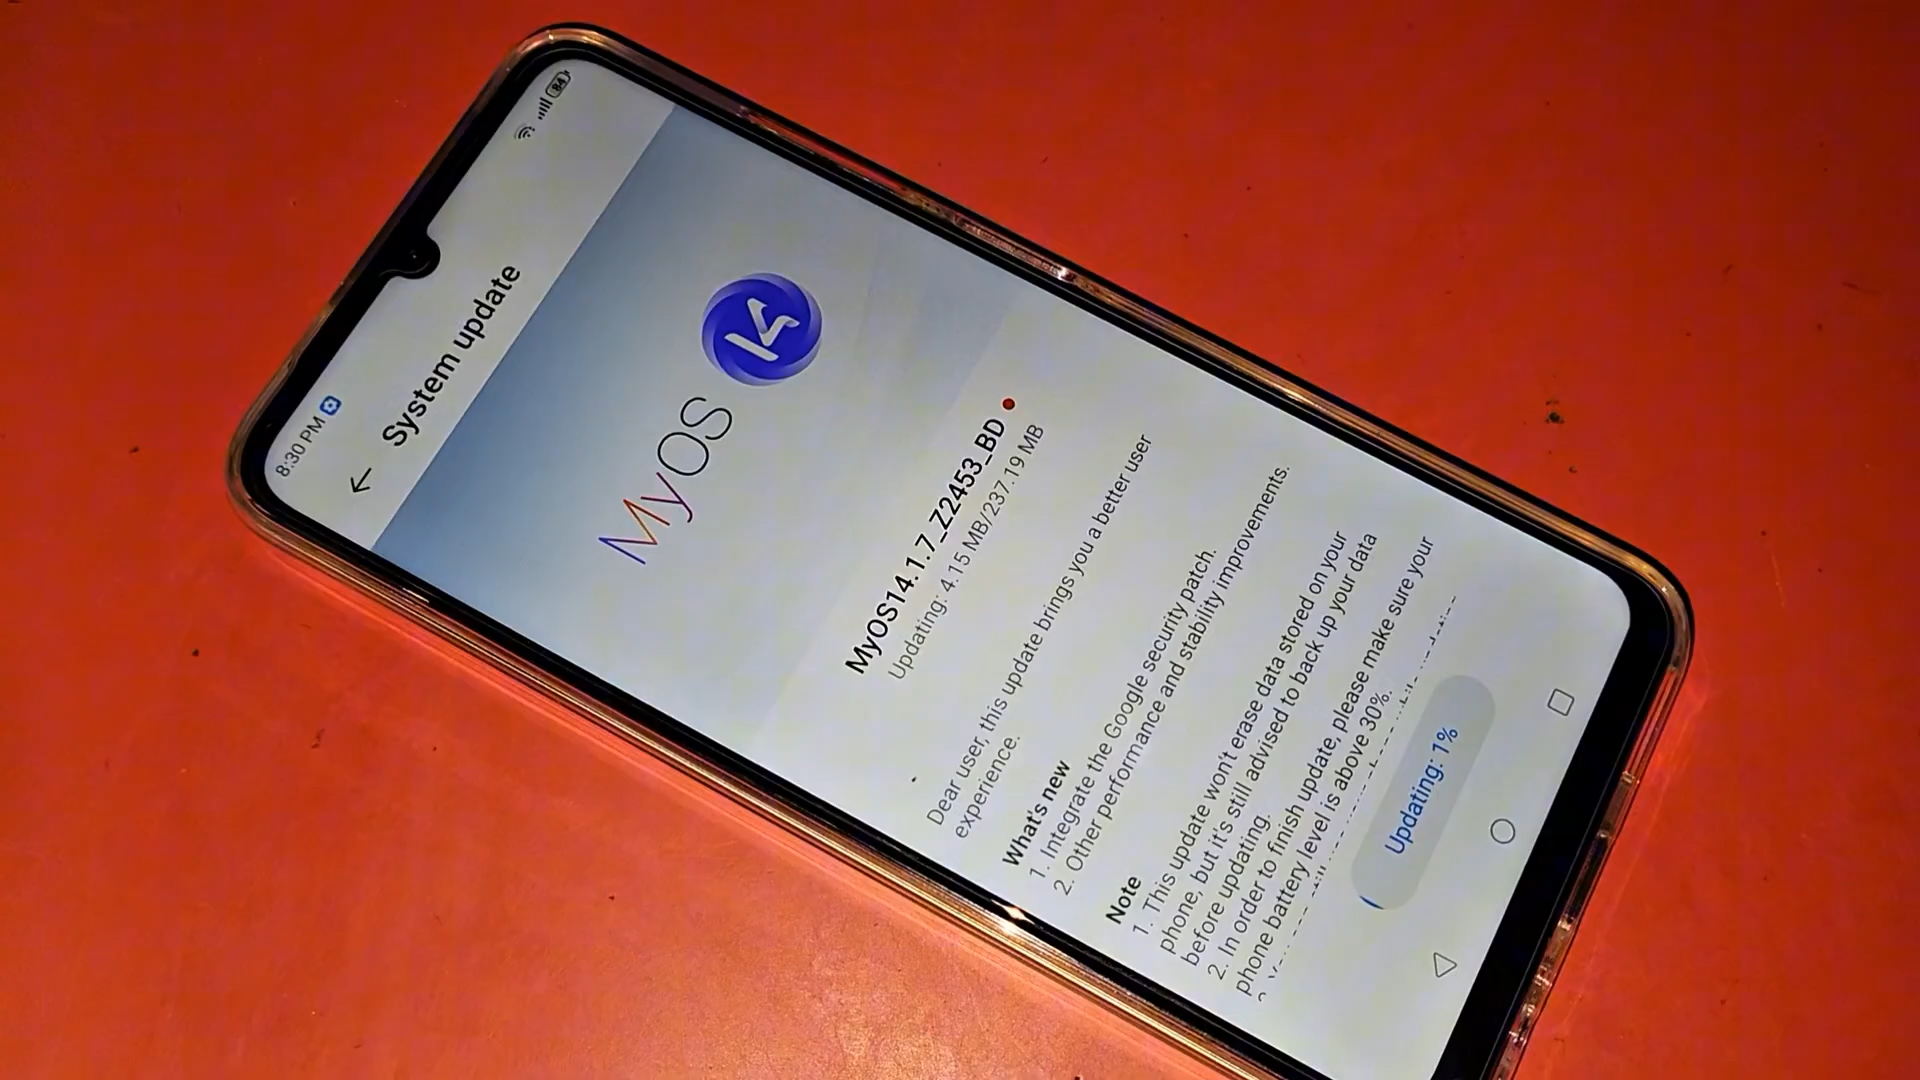 8:30 PM
84
System update
MyOS
MyOS14.1.7_Z2453_BD
Updating: 4.15 MB/237.19 MB
Dear user, this update brings you a better user
experience.
What's new
1. Integrate the Google security patch.
2. Other performance and stability improvements.
Note
1. This update won't erase data stored on your
phone, but it's still advised to back up your data
before updating.
2. In order to finish update, please make sure your
phone battery level is above 30%.
Updating: 1%